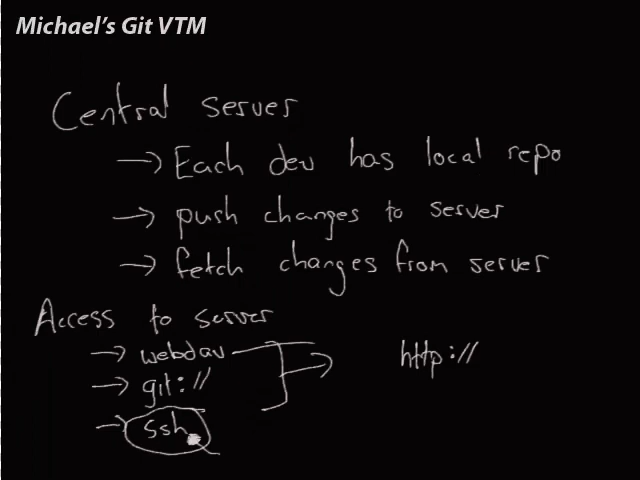 Michael's Git VTM
Central server
→ Each dev has local repo
→ push changes to server
→ fetch changes from server
Access to server
→ webdav
→ git://
→ ssh
http://